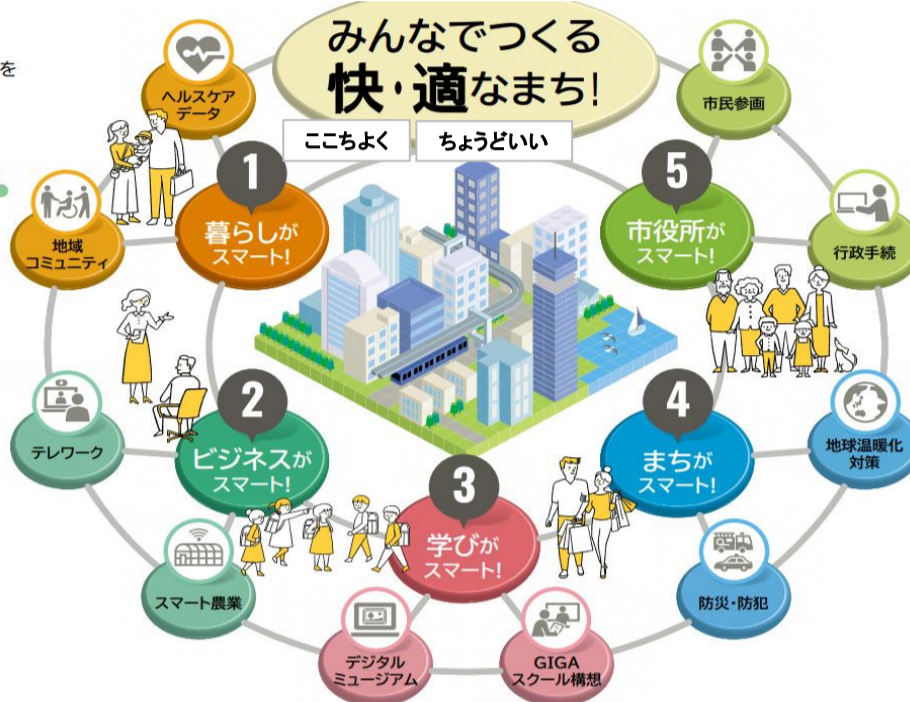 を
みんなでつくる
快・適なまち!
ここちよく
ちょうどいい
ヘルスケア
データ
地域
コミュニティ
1
暮らしが
スマート!
テレワーク
スマート農業
2
ビジネスが
スマート!
デジタル
ミュージアム
GIGA
スクール構想
3
学びが
スマート!
地球温暖化
対策
防災・防犯
4
まちが
スマート!
市民参画
行政手続
5
市役所が
スマート!